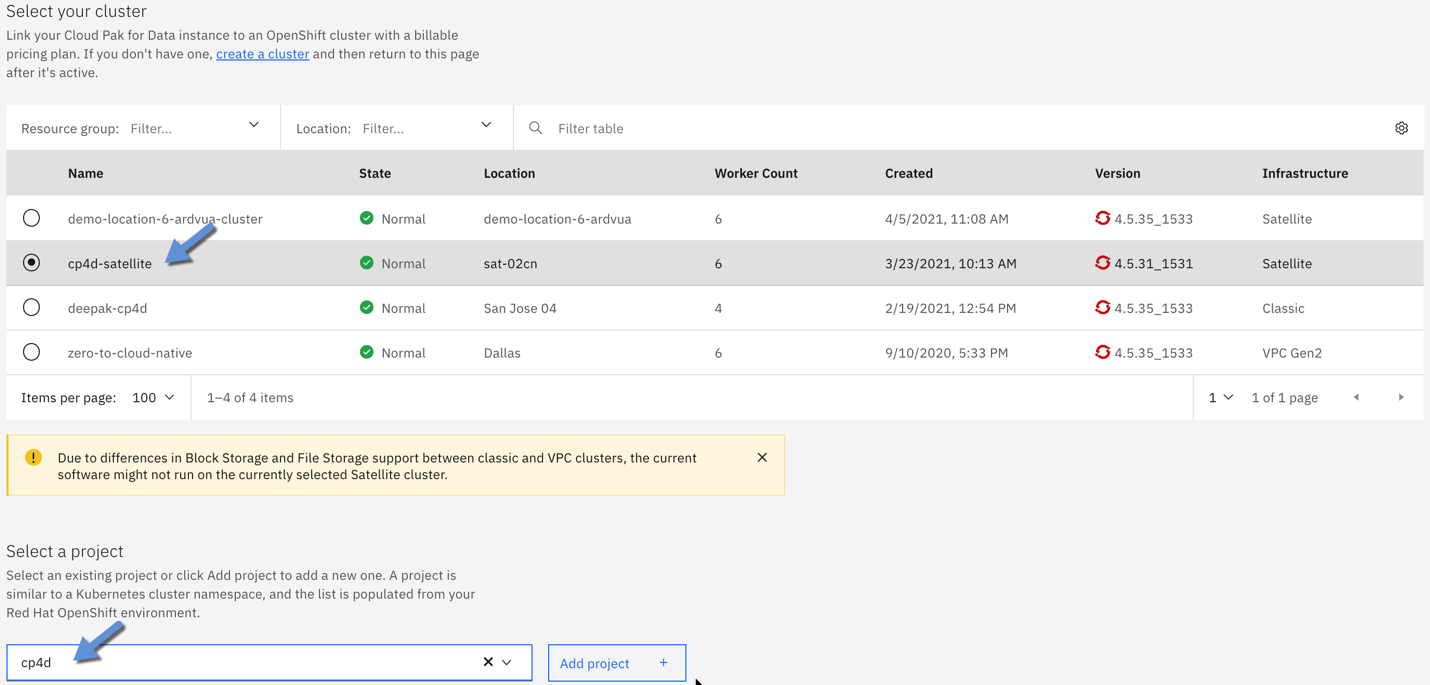 Select your cluster
Link your Cloud Pak for Data instance to an OpenShift cluster with a billable
pricing plan. If you don't have one, create a cluster and then return to this page
after it's active.
Resource group: Filter... Location: Filter... Filter table
Name State Location Worker Count Created Version Infrastructure
demo-location-6-ardvua-cluster Normal demo-location-6-ardvua 6 4/5/2021, 11:08 AM 4.5.35_1533 Satellite
cp4d-satellite Normal sat-02cn 6 3/23/2021, 10:13 AM 4.5.31_1531 Satellite
deepak-cp4d Normal San Jose 04 4 2/19/2021, 12:54 PM 4.5.35_1533 Classic
zero-to-cloud-native Normal Dallas 6 9/10/2020, 5:33 PM 4.5.35_1533 VPC Gen2
Items per page: 100 1–4 of 4 items 1 1 of 1 page
Due to differences in Block Storage and File Storage support between classic and VPC clusters, the current
software might not run on the currently selected Satellite cluster.
Select a project
Select an existing project or click Add project to add a new one. A project is
similar to a Kubernetes cluster namespace, and the list is populated from your
Red Hat OpenShift environment.
cp4d Add project +